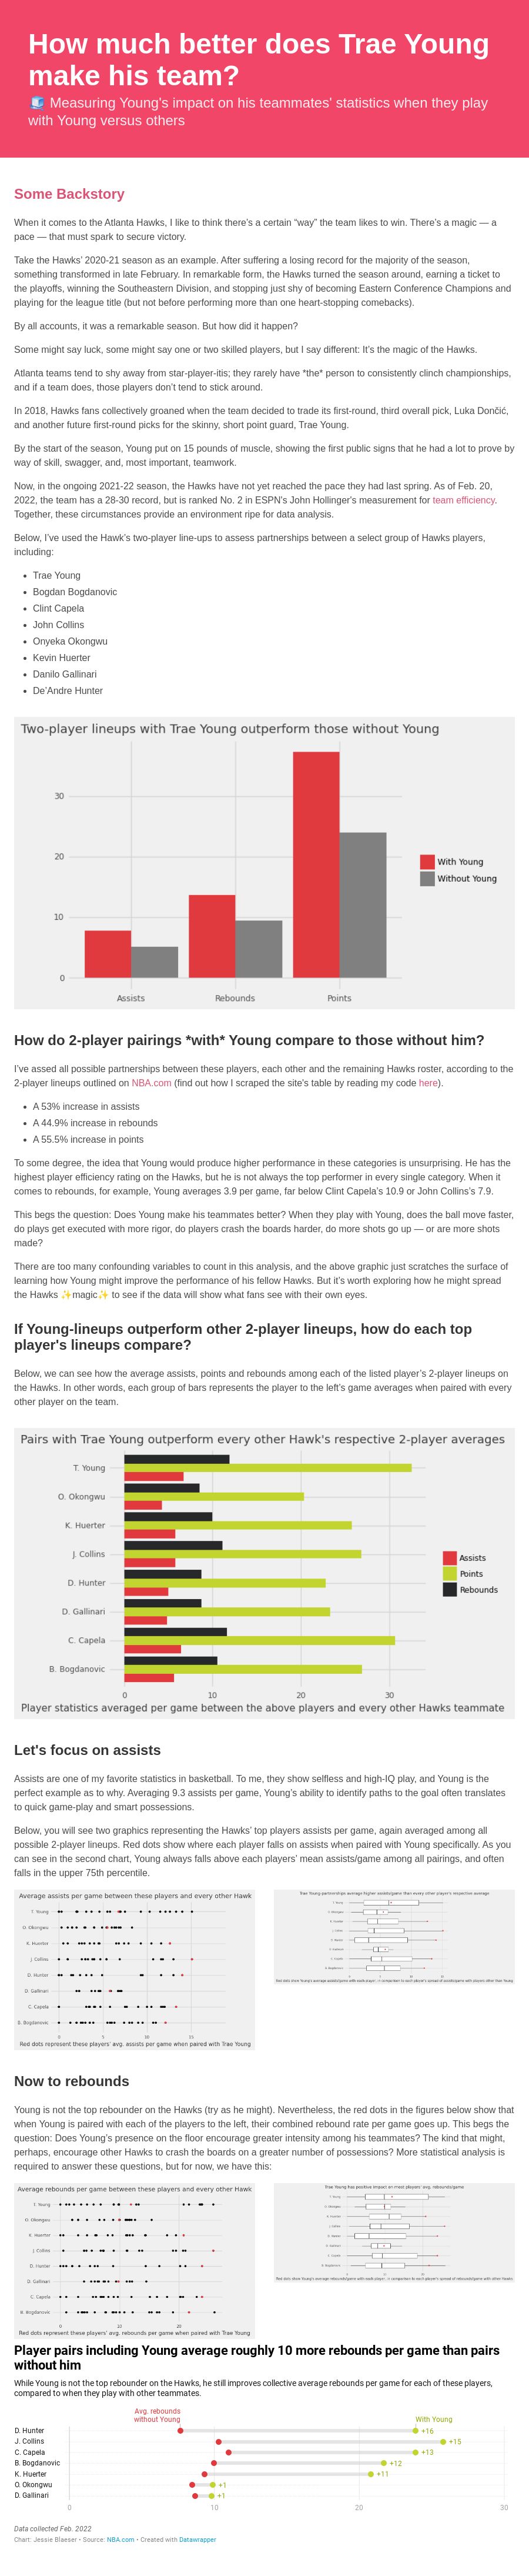 How much better does Trae Young
make his team?
🧊 Measuring Young's impact on his teammates' statistics when they play
with Young versus others
Some Backstory
When it comes to the Atlanta Hawks, I like to think there's a certain “way” the team likes to win. There's a magic — a
pace — that must spark to secure victory.
Take the Hawks’ 2020-21 season as an example. After suffering a losing record for the majority of the season,
something transformed in late February. In remarkable form, the Hawks turned the season around, earning a ticket to
the playoffs, winning the Southeastern Division, and stopping just shy of becoming Eastern Conference Champions and
playing for the league title (but not before performing more than one heart-stopping comebacks).
By all accounts, it was a remarkable season. But how did it happen?
Some might say luck, some might say one or two skilled players, but I say different: It’s the magic of the Hawks.
Atlanta teams tend to shy away from star-player-itis; they rarely have *the* person to consistently clinch championships,
and if a team does, those players don’t tend to stick around.
In 2018, Hawks fans collectively groaned when the team decided to trade its first-round, third overall pick, Luka Dončić,
and another future first-round picks for the skinny, short point guard, Trae Young.
By the start of the season, Young put on 15 pounds of muscle, showing the first public signs that he had a lot to prove by
way of skill, swagger, and, most important, teamwork.
Now, in the ongoing 2021-22 season, the Hawks have not yet reached the pace they had last spring. As of Feb. 20,
2022, the team has a 28-30 record, but is ranked No. 2 in ESPN's John Hollinger's measurement for team efficiency.
Together, these circumstances provide an environment ripe for data analysis.
Below, I’ve used the Hawk’s two-player line-ups to assess partnerships between a select group of Hawks players,
including:
• Trae Young
• Bogdan Bogdanovic
• Clint Capela
• John Collins
• Onyeka Okongwu
• Kevin Huerter
• Danilo Gallinari
• De’Andre Hunter
Two-player lineups with Trae Young outperform those without Young
30
20
10
0
With Young
Without Young
Assists Rebounds Points
How do 2-player pairings *with* Young compare to those without him?
I’ve assed all possible partnerships between these players, each other and the remaining Hawks roster, according to the
2-player lineups outlined on NBA.com (find out how I scraped the site's table by reading my code here).
• A 53% increase in assists
• A 44.9% increase in rebounds
• A 55.5% increase in points
To some degree, the idea that Young would produce higher performance in these categories is unsurprising. He has the
highest player efficiency rating on the Hawks, but he is not always the top performer in every single category. When it
comes to rebounds, for example, Young averages 3.9 per game, far below Clint Capela's 10.9 or John Collins's 7.9.
This begs the question: Does Young make his teammates better? When they play with Young, does the ball move faster,
do plays get executed with more rigor, do players crash the boards harder, do more shots go up — or are more shots
made?
There are too many confounding variables to count in this analysis, and the above graphic just scratches the surface of
learning how Young might improve the performance of his fellow Hawks. But it’s worth exploring how he might spread
the Hawks ✨magic✨ to see if the data will show what fans see with their own eyes.
If Young-lineups outperform other 2-player lineups, how do each top
player's lineups compare?
Below, we can see how the average assists, points and rebounds among each of the listed player’s 2-player lineups on
the Hawks. In other words, each group of bars represents the player to the left’s game averages when paired with every
other player on the team.
Pairs with Trae Young outperform every other Hawk's respective 2-player averages
T. Young
O. Okongwu
K. Huerter
J. Collins
D. Hunter
D. Gallinari
C. Capela
B. Bogdanovic
Assists
Points
Rebounds
0 10 20 30
Player statistics averaged per game between the above players and every other Hawks teammate
Let's focus on assists
Assists are one of my favorite statistics in basketball. To me, they show selfless and high-IQ play, and Young is the
perfect example as to why. Averaging 9.3 assists per game, Young’s ability to identify paths to the goal often translates
to quick game-play and smart possessions.
Below, you will see two graphics representing the Hawks’ top players assists per game, again averaged among all
possible 2-player lineups. Red dots show where each player falls on assists when paired with Young specifically. As you
can see in the second chart, Young always falls above each players’ mean assists/game among all pairings, and often
falls in the upper 75th percentile.
Average assists per game between these players and every other Hawk
T. Young
O. Okongwu
K. Huerter
J. Collins
D. Hunter
D. Gallinari
C. Capela
B. Bogdanovic
0 5 10 15
Red dots represent these players' avg. assists per game when paired with Trae Young
Trae Young partnerships average higher assists/game than every other player's respective average
Now to rebounds
Young is not the top rebounder on the Hawks (try as he might). Nevertheless, the red dots in the figures below show that
when Young is paired with each of the players to the left, their combined rebound rate per game goes up. This begs the
question: Does Young’s presence on the floor encourage greater intensity among his teammates? The kind that might,
perhaps, encourage other Hawks to crash the boards on a greater number of possessions? More statistical analysis is
required to answer these questions, but for now, we have this:
Average rebounds per game between these players and every other Hawk
T. Young
O. Okongwu
K. Huerter
J. Collins
D. Hunter
D. Gallinari
C. Capela
B. Bogdanovic
0 10 20
Red dots represent these players' avg. rebounds per game when paired with Trae Young
Trae Young has positive impact on most players' avg. rebounds/game
Player pairs including Young average roughly 10 more rebounds per game than pairs
without him
While Young is not the top rebounder on the Hawks, he still improves collective average rebounds per game for each of these players,
compared to when they play with other teammates.
Avg. rebounds
without Young
With Young
D. Hunter +16
J. Collins +15
C. Capela +13
B. Bogdanovic +12
K. Huerter +11
O. Okongwu +1
D. Gallinari +1
0 10 20 30
Data collected Feb. 2022
Chart: Jessie Blaeser • Source: NBA.com • Created with Datawrapper